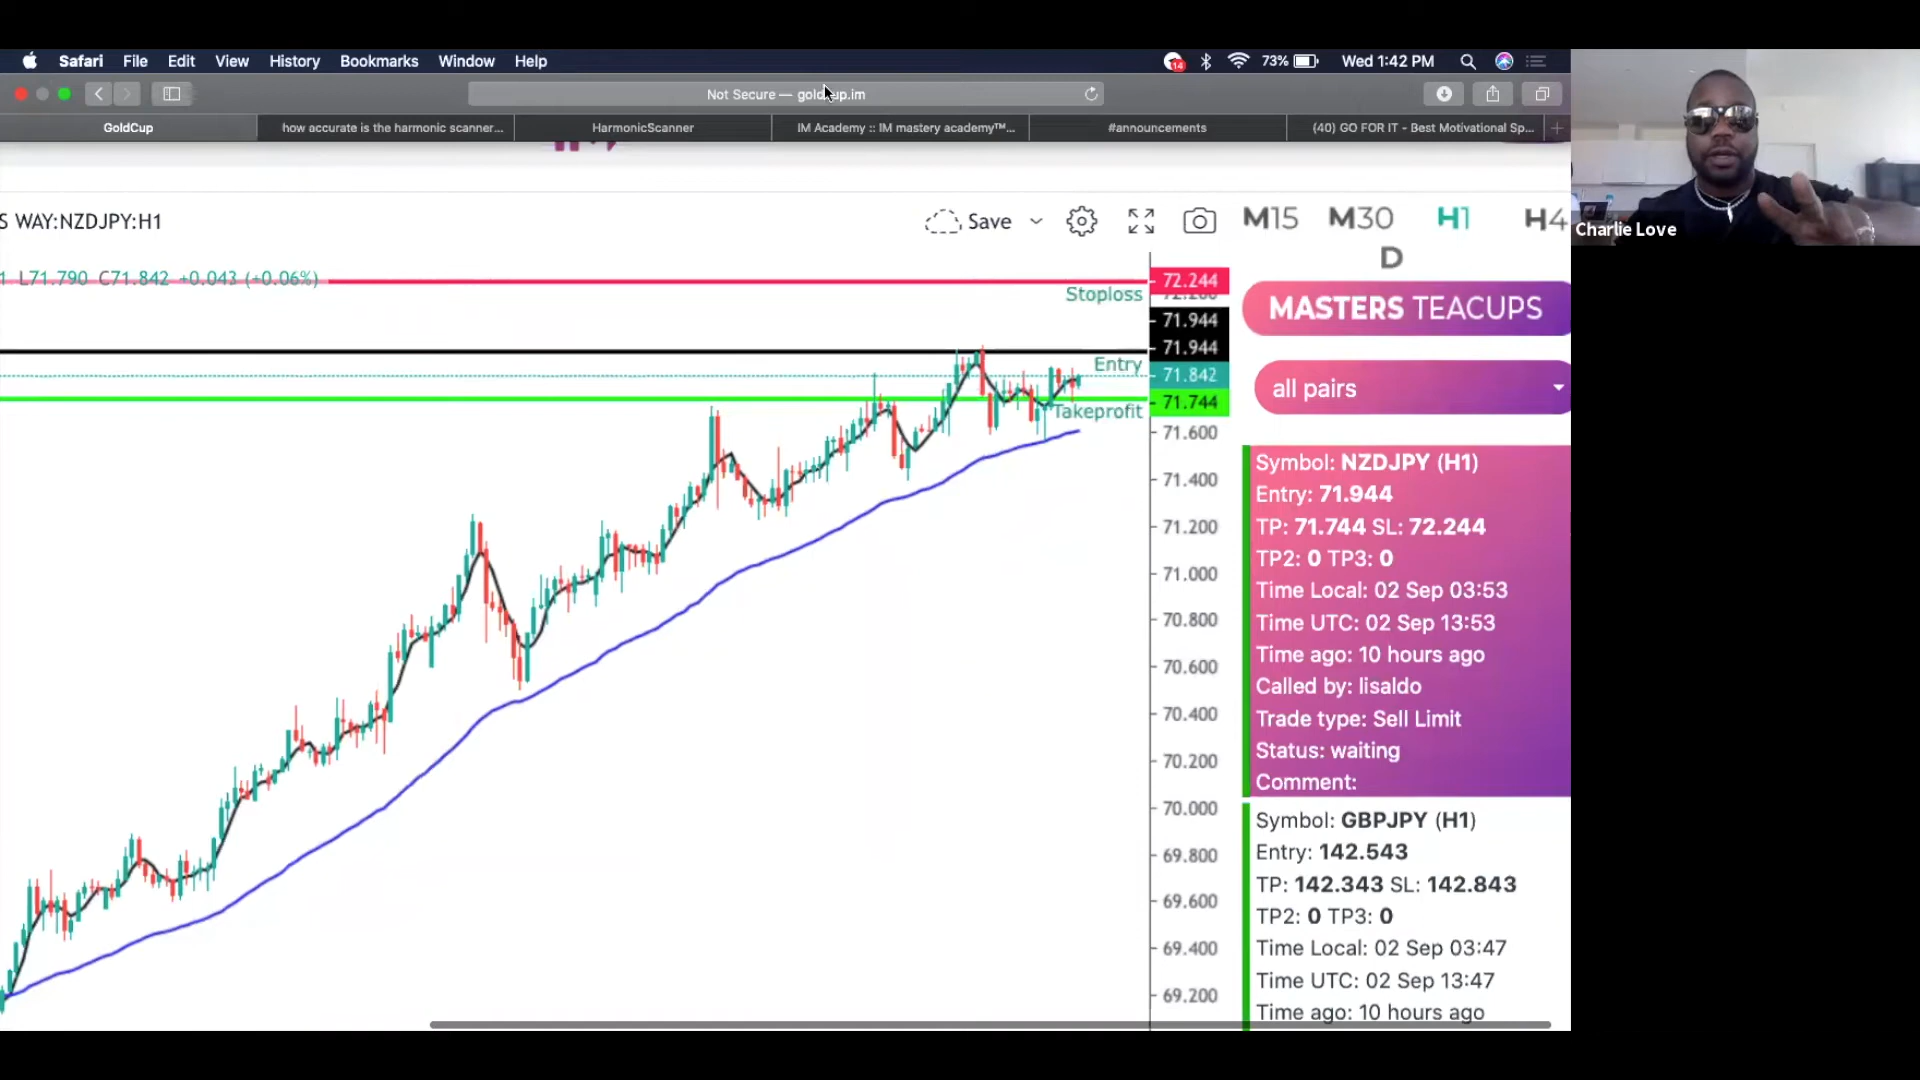 Safari File Edit View History Bookmarks Window Help
14 73% Wed 1:42 PM
Not Secure —
GoldCup
how accurate is the harmonic scanner...
HarmonicScanner
IM Academy :: IM mastery academy™...
#announcements
(40) GO FOR IT - Best Motivational Sp...
S WAY:NZDJPY:H1
Save
M15 M30 H1 H4
D
L71.790 C71.842 +0.043 (+0.06%)
72.244
Stoploss
71.944
71.944
Entry
71.842
71.744
Takeprofit
71.600
71.400
71.200
71.000
70.800
70.600
70.400
70.200
70.000
69.800
69.600
69.400
69.200
MASTERS TEACUPS
all pairs
Symbol: NZDJPY (H1)
Entry: 71.944
TP: 71.744 SL: 72.244
TP2: 0 TP3: 0
Time Local: 02 Sep 03:53
Time UTC: 02 Sep 13:53
Time ago: 10 hours ago
Called by: lisaldo
Trade type: Sell Limit
Status: waiting
Comment:
Symbol: GBPJPY (H1)
Entry: 142.543
TP: 142.343 SL: 142.843
TP2: 0 TP3: 0
Time Local: 02 Sep 03:47
Time UTC: 02 Sep 13:47
Time ago: 10 hours ago
Charlie Love